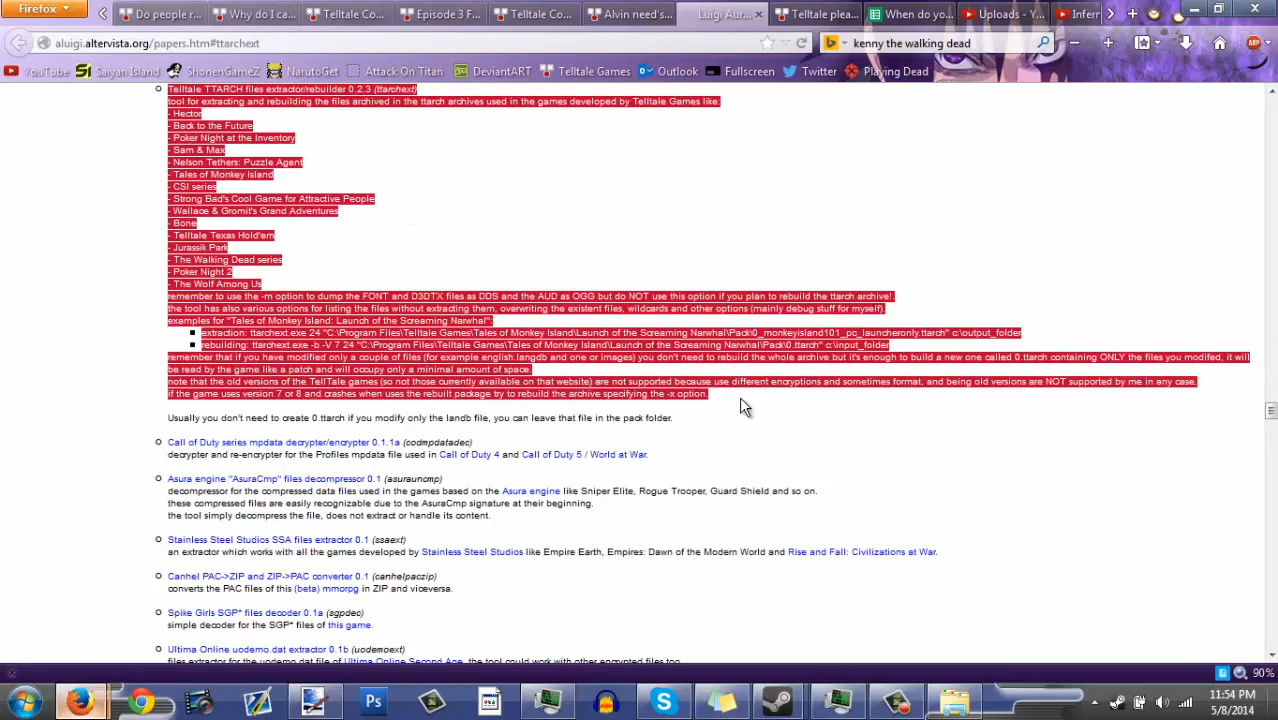 Firefox
Do people r...
Why do I ca...
Telltale Co...
Episode 3 F...
Telltale Co...
Alvin need's...
Luigi Aur...
Telltale plea...
When do yo...
Uploads - Y...
Inferr
aluigi.altervista.org/papers.htm#ttarchext
kenny the walking dead
YouTube
Saiyan Island
ShonenGameZ
NarutoGet
Attack On Titan
DeviantART
Telltale Games
Outlook
Fullscreen
Twitter
Playing Dead
Telltale TTARCH files extractor/rebuilder 0.2.3 (ttarchext)
tool for extracting and rebuilding the files archived in the ttarch archives used in the games developed by Telltale Games like:
- Hector
- Back to the Future
- Poker Night at the Inventory
- Sam & Max
- Nelson Tethers: Puzzle Agent
- Tales of Monkey Island
- CSI series
- Strong Bad's Cool Game for Attractive People
- Wallace & Gromit's Grand Adventures
- Bone
- Telltale Texas Hold'em
- Jurassik Park
- The Walking Dead series
- Poker Night 2
- The Wolf Among Us
remember to use the -m option to dump the FONT and D3DTX files as DDS and the AUD as OGG but do NOT use this option if you plan to rebuild the ttarch archive!.
the tool has also various options for listing the files without extracting them, overwriting the existent files, wildcards and other options (mainly debug stuff for myself).
examples for "Tales of Monkey Island: Launch of the Screaming Narwhal":
extraction: ttarchext.exe 24 "C:\Program Files\Telltale Games\Tales of Monkey Island\Launch of the Screaming Narwhal\Pack\0_monkeyisland101_pc_launcheronly.ttarch" c:\output_folder
rebuilding: ttarchext.exe -b -V 7 24 "C:\Program Files\Telltale Games\Tales of Monkey Island\Launch of the Screaming Narwhal\Pack\0.ttarch" c:\input_folder
remember that if you have modified only a couple of files (for example english.langdb and one or images) you don't need to rebuild the whole archive but it's enough to build a new one called 0.ttarch containing ONLY the files you modifed, it will
be read by the game like a patch and will occupy only a minimal amount of space.
note that the old versions of the TellTale games (so not those currently available on that website) are not supported because use different encryptions and sometimes format, and being old versions are NOT supported by me in any case.
if the game uses version 7 or 8 and crashes when uses the rebuilt package try to rebuild the archive specifying the -x option.
Usually you don't need to create 0.ttarch if you modify only the landb file, you can leave that file in the pack folder.
Call of Duty series mpdata decrypter/encrypter 0.1.1a (codmpdatadec)
decrypter and re-encrypter for the Profiles mpdata file used in Call of Duty 4 and Call of Duty 5 / World at War.
Asura engine "AsuraCmp" files decompressor 0.1 (asurauncmp)
decompressor for the compressed data files used in the games based on the Asura engine like Sniper Elite, Rogue Trooper, Guard Shield and so on.
these compressed files are easily recognizable due to the AsuraCmp signature at their beginning.
the tool simply decompress the file, does not extract or handle its content.
Stainless Steel Studios SSA files extractor 0.1 (ssaext)
an extractor which works with all the games developed by Stainless Steel Studios like Empire Earth, Empires: Dawn of the Modern World and Rise and Fall: Civilizations at War.
Canhel PAC->ZIP and ZIP->PAC converter 0.1 (canhelpaczip)
converts the PAC files of this (beta) mmorpg in ZIP and viceversa.
Spike Girls SGP* files decoder 0.1a (sgpdec)
simple decoder for the SGP* files of this game.
Ultima Online uodemo.dat extractor 0.1b (uodemoext)
files extractor for the uodemo.dat file of Ultima Online Second Age, the tool could work with other encrypted files too
90%
11:54 PM
5/8/2014